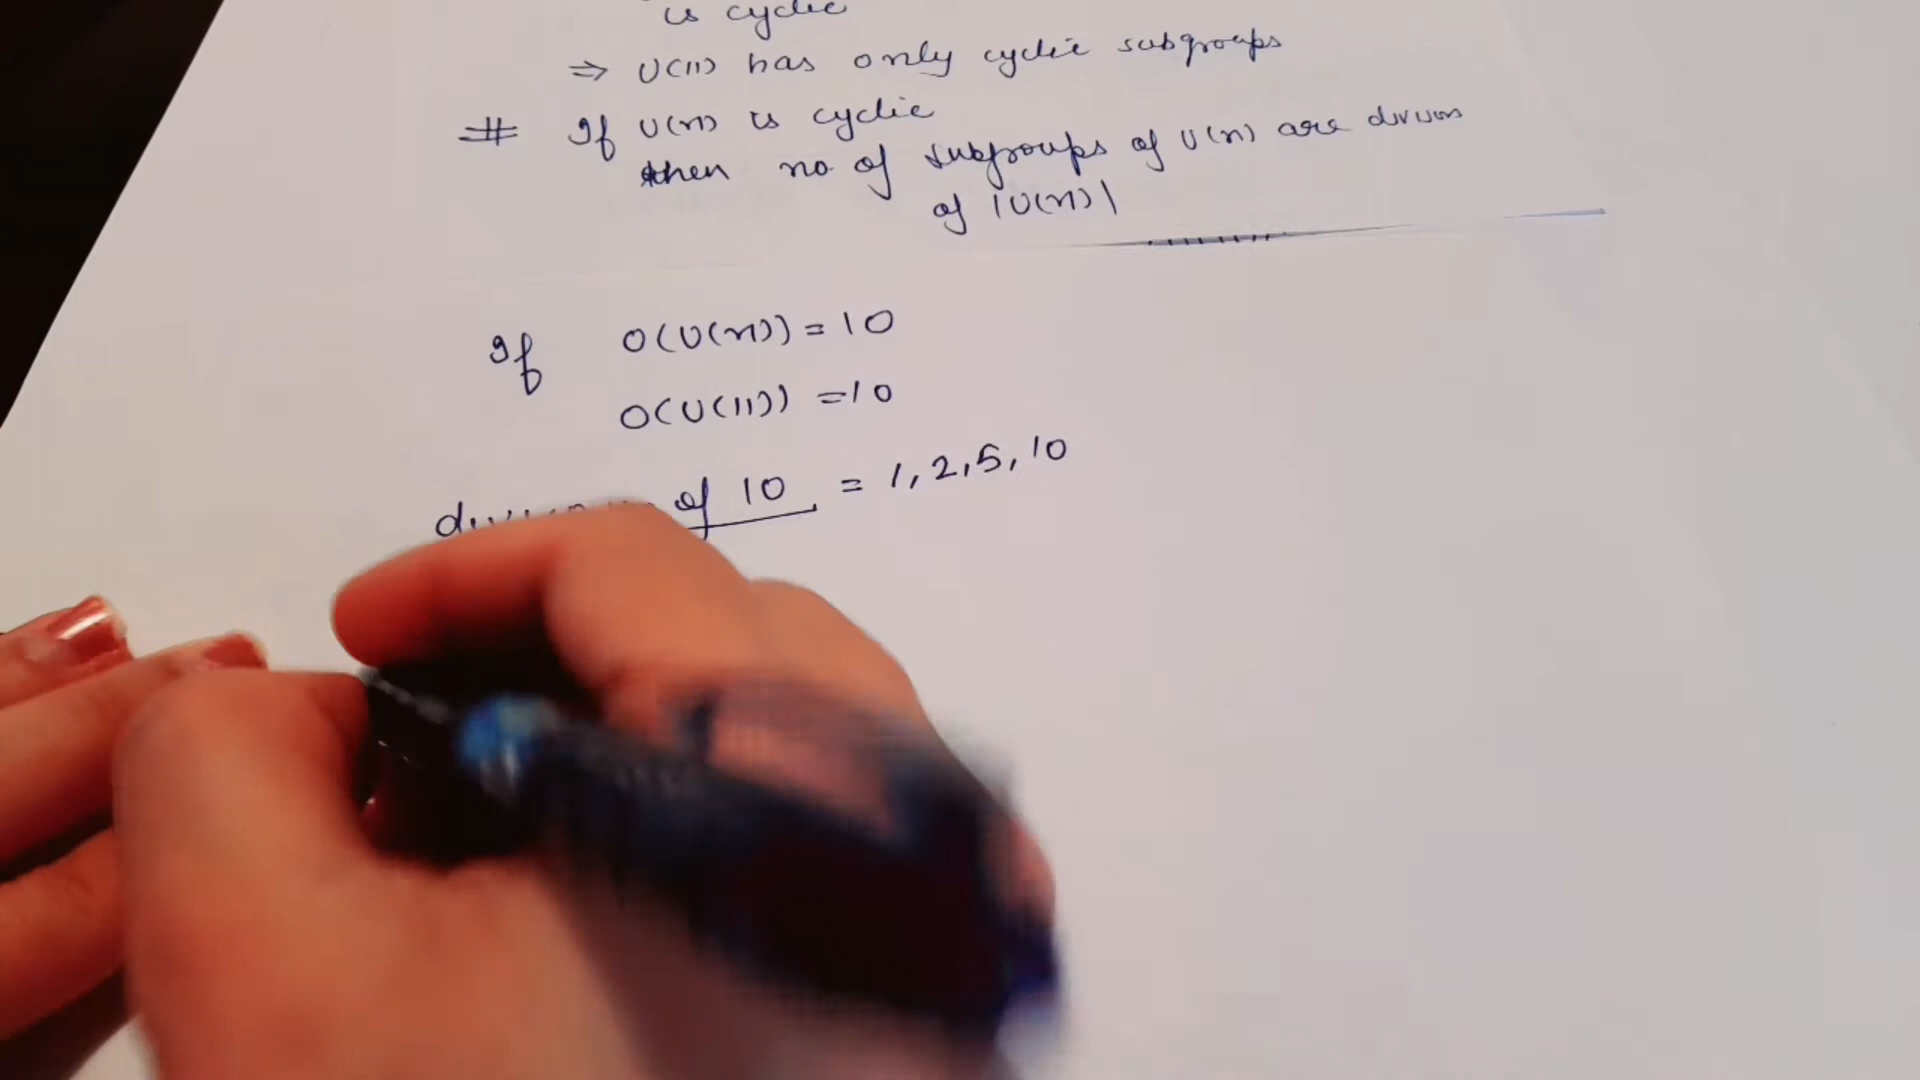 is cyclic
⇒ U(11) has only cyclic subgroups
# If U(n) is cyclic
then no. of subgroups of U(n) are
of |U(n)|
If O(U(n)) = 10
O(U(11)) = 10
of 10 = 1, 2, 5, 10